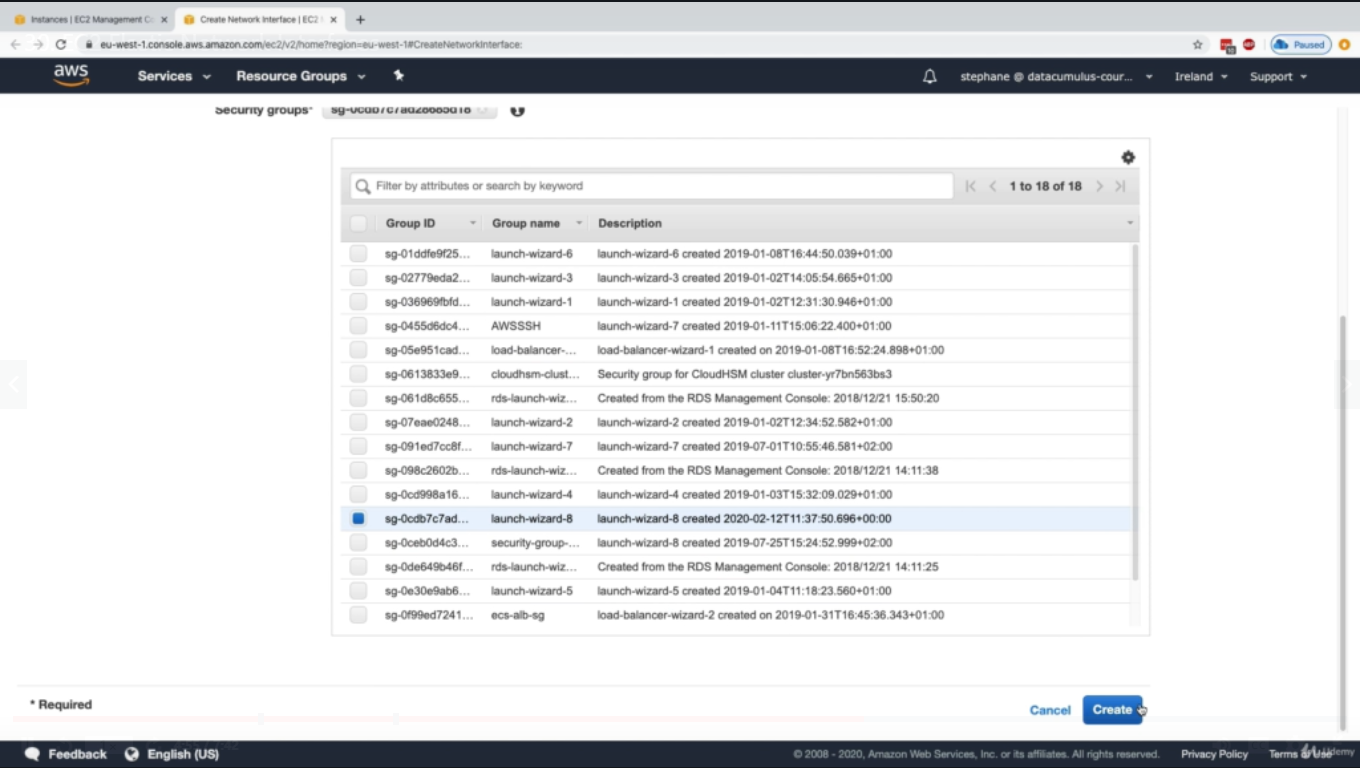 Instances | EC2 Management Co
Create Network Interface | EC2
eu-west-1.console.aws.amazon.com/ec2/v2/home?region=eu-west-1#CreateNetworkInterface:
Paused
aws
Services
Resource Groups
stephane @ datacumulus-cour...
Ireland
Support
Security groups*
sg-0cdb7c7ad28685d18
1 to 18 of 18
Filter by attributes or search by keyword
Group ID Group name Description
sg-01ddfe9f25... launch-wizard-6 launch-wizard-6 created 2019-01-08T16:44:50.039+01:00
sg-02779eda2... launch-wizard-3 launch-wizard-3 created 2019-01-02T14:05:54.665+01:00
sg-036969fbfd... launch-wizard-1 launch-wizard-1 created 2019-01-02T12:31:30.946+01:00
sg-0455d6dc4... AWSSSH launch-wizard-7 created 2019-01-11T15:06:22.400+01:00
sg-05e951cad... load-balancer-... load-balancer-wizard-1 created on 2019-01-08T16:52:24.898+01:00
sg-0613833e9... cloudhsm-clust... Security group for CloudHSM cluster cluster-yr7bn563bs3
sg-061d8c655... rds-launch-wiz... Created from the RDS Management Console: 2018/12/21 15:50:20
sg-07eae0248... launch-wizard-2 launch-wizard-2 created 2019-01-02T12:34:52.582+01:00
sg-091ed7cc8f... launch-wizard-7 launch-wizard-7 created 2019-07-01T10:55:46.581+02:00
sg-098c2602b... rds-launch-wiz... Created from the RDS Management Console: 2018/12/21 14:11:38
sg-0cd998a16... launch-wizard-4 launch-wizard-4 created 2019-01-03T15:32:09.029+01:00
sg-0cdb7c7ad... launch-wizard-8 launch-wizard-8 created 2020-02-12T11:37:50.696+00:00
sg-0ceb0d4c3... security-group-... launch-wizard-8 created 2019-07-25T15:24:52.999+02:00
sg-0de649b46f... rds-launch-wiz... Created from the RDS Management Console: 2018/12/21 14:11:25
sg-0e30e9ab6... launch-wizard-5 launch-wizard-5 created 2019-01-04T11:18:23.560+01:00
sg-0f99ed7241... ecs-alb-sg load-balancer-wizard-2 created on 2019-01-31T16:45:36.343+01:00
* Required
Cancel
Create
Feedback
English (US)
© 2008 - 2020, Amazon Web Services, Inc. or its affiliates. All rights reserved.
Privacy Policy
Terms of Use